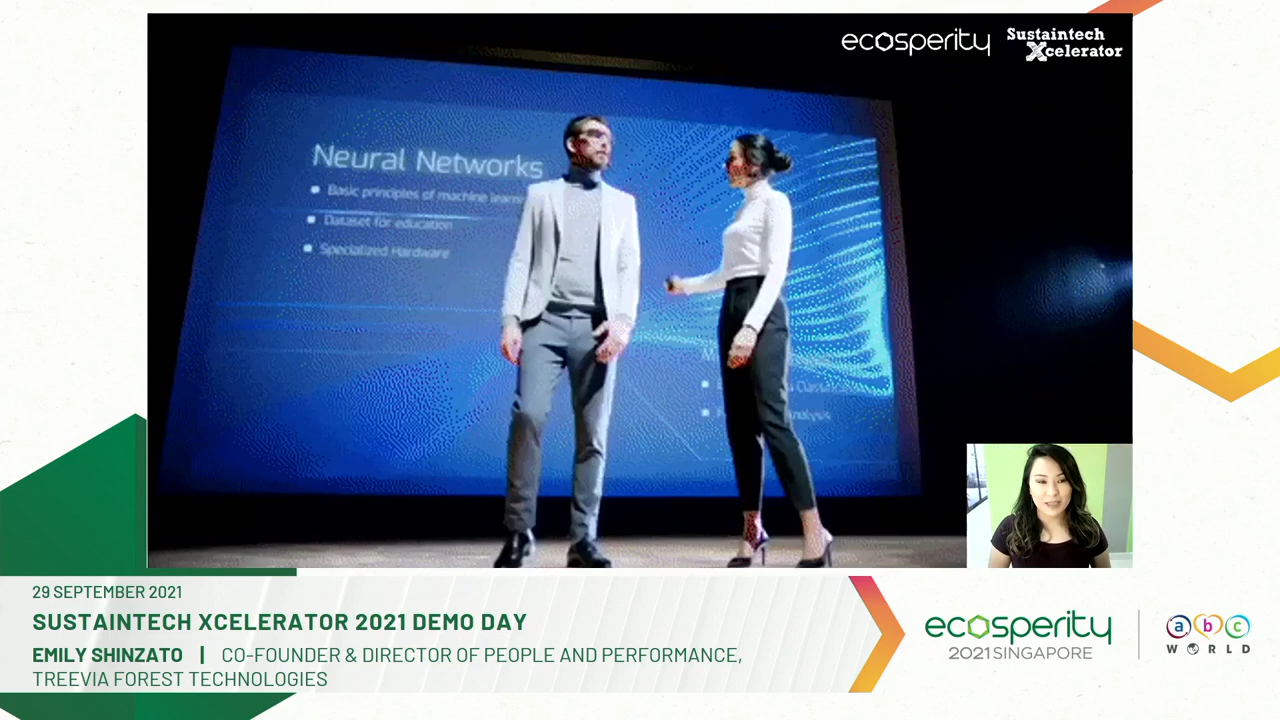 ecosperity
Sustaintech
Xcelerator
Neural Networks
Basic principles of machine
Dataset for education
Specialized Hardware
29 SEPTEMBER 2021
SUSTAINTECH XCELERATOR 2021 DEMO DAY
EMILY SHINZATO | CO-FOUNDER & DIRECTOR OF PEOPLE AND PERFORMANCE,
TREEVIA FOREST TECHNOLOGIES
ecosperity
2021 SINGAPORE
a b c
WORLD